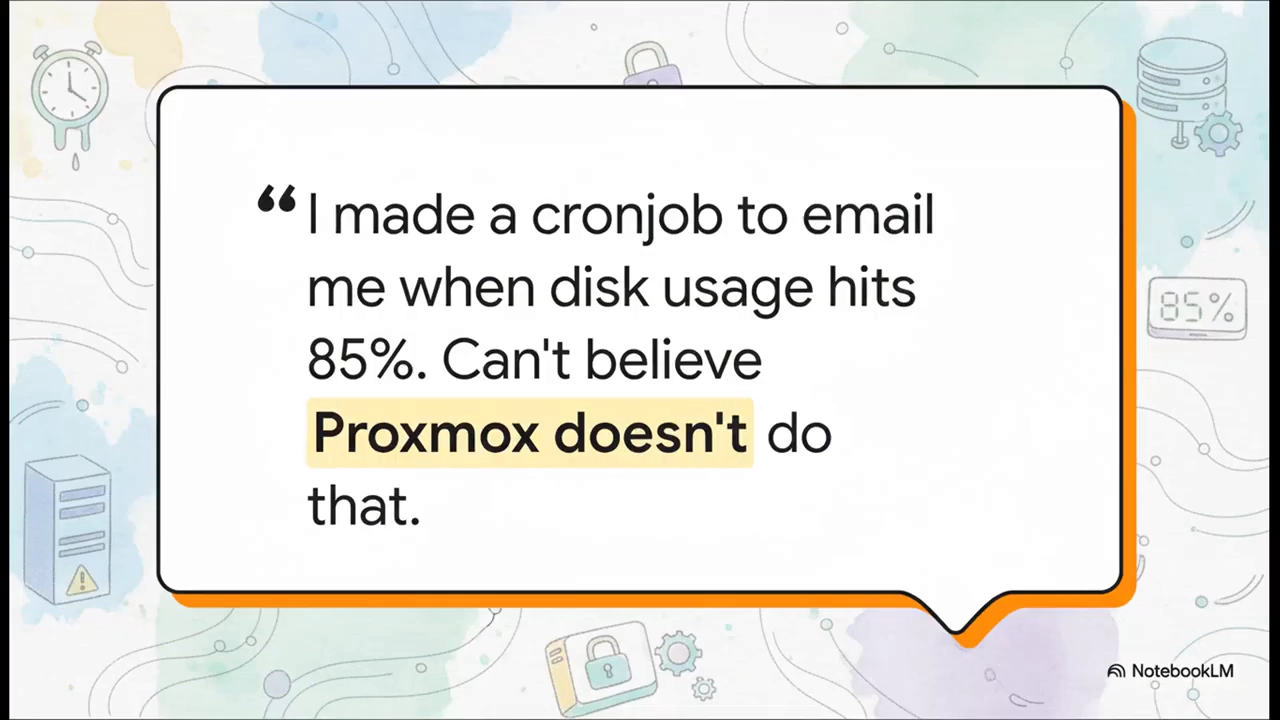 “I made a cronjob to email
me when disk usage hits
85%. Can't believe
Proxmox doesn't do
that.
85%
NotebookLM